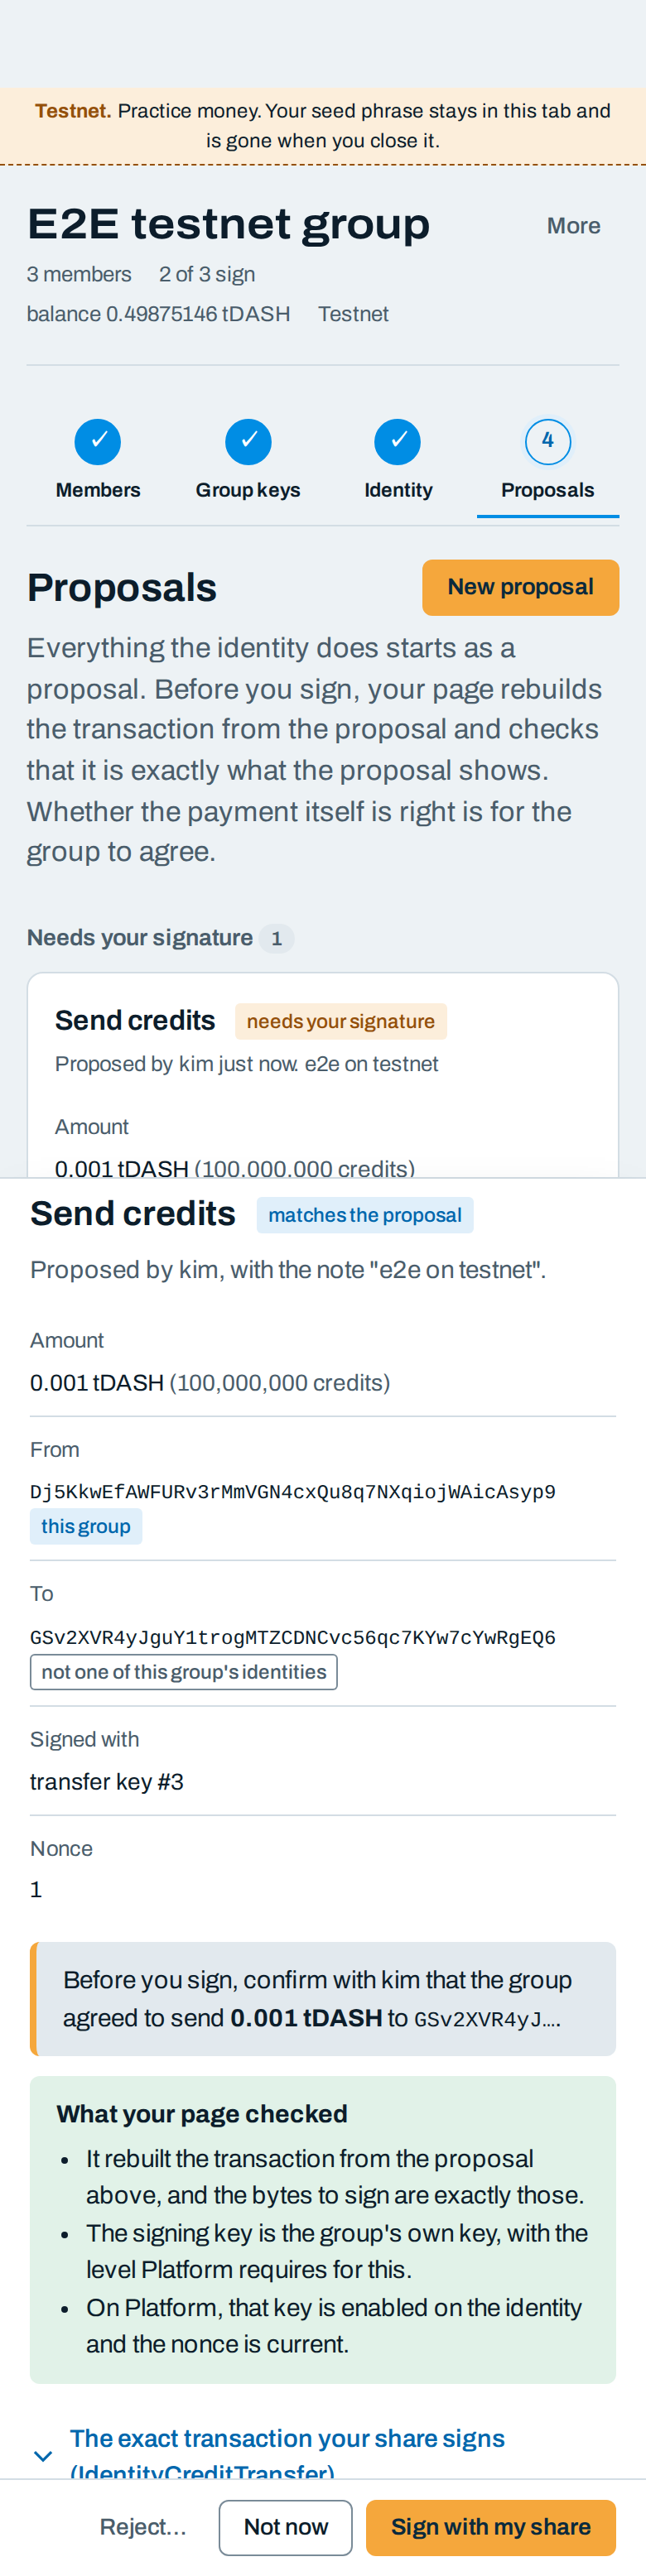 Testnet. Practice money. Your seed phrase stays in this tab and
is gone when you close it.
E2E testnet group
More
3 members 2 of 3 sign
balance 0.49875146 tDASH Testnet
✓ ✓ ✓ 4
Members Group keys Identity Proposals
Proposals
New proposal
Everything the identity does starts as a
proposal. Before you sign, your page rebuilds
the transaction from the proposal and checks
that it is exactly what the proposal shows.
Whether the payment itself is right is for the
group to agree.
Needs your signature 1
Send credits needs your signature
Proposed by kim just now. e2e on testnet
Amount
0.001 tDASH (100,000,000 credits)
Send credits matches the proposal
Proposed by kim, with the note "e2e on testnet".
Amount
0.001 tDASH (100,000,000 credits)
From
Dj5KkwEfAWFURv3rMmVGN4cxQu8q7NXqiojWAicAsyp9
this group
To
GSv2XVR4yJguY1trogMTZCDNCvc56qc7KYw7cYwRgEQ6
not one of this group's identities
Signed with
transfer key #3
Nonce
1
Before you sign, confirm with kim that the group
agreed to send 0.001 tDASH to GSv2XVR4yJ….
What your page checked
• It rebuilt the transaction from the proposal
above, and the bytes to sign are exactly those.
• The signing key is the group's own key, with the
level Platform requires for this.
• On Platform, that key is enabled on the identity
and the nonce is current.
The exact transaction your share signs
(IdentityCreditTransfer)
Reject… Not now Sign with my share